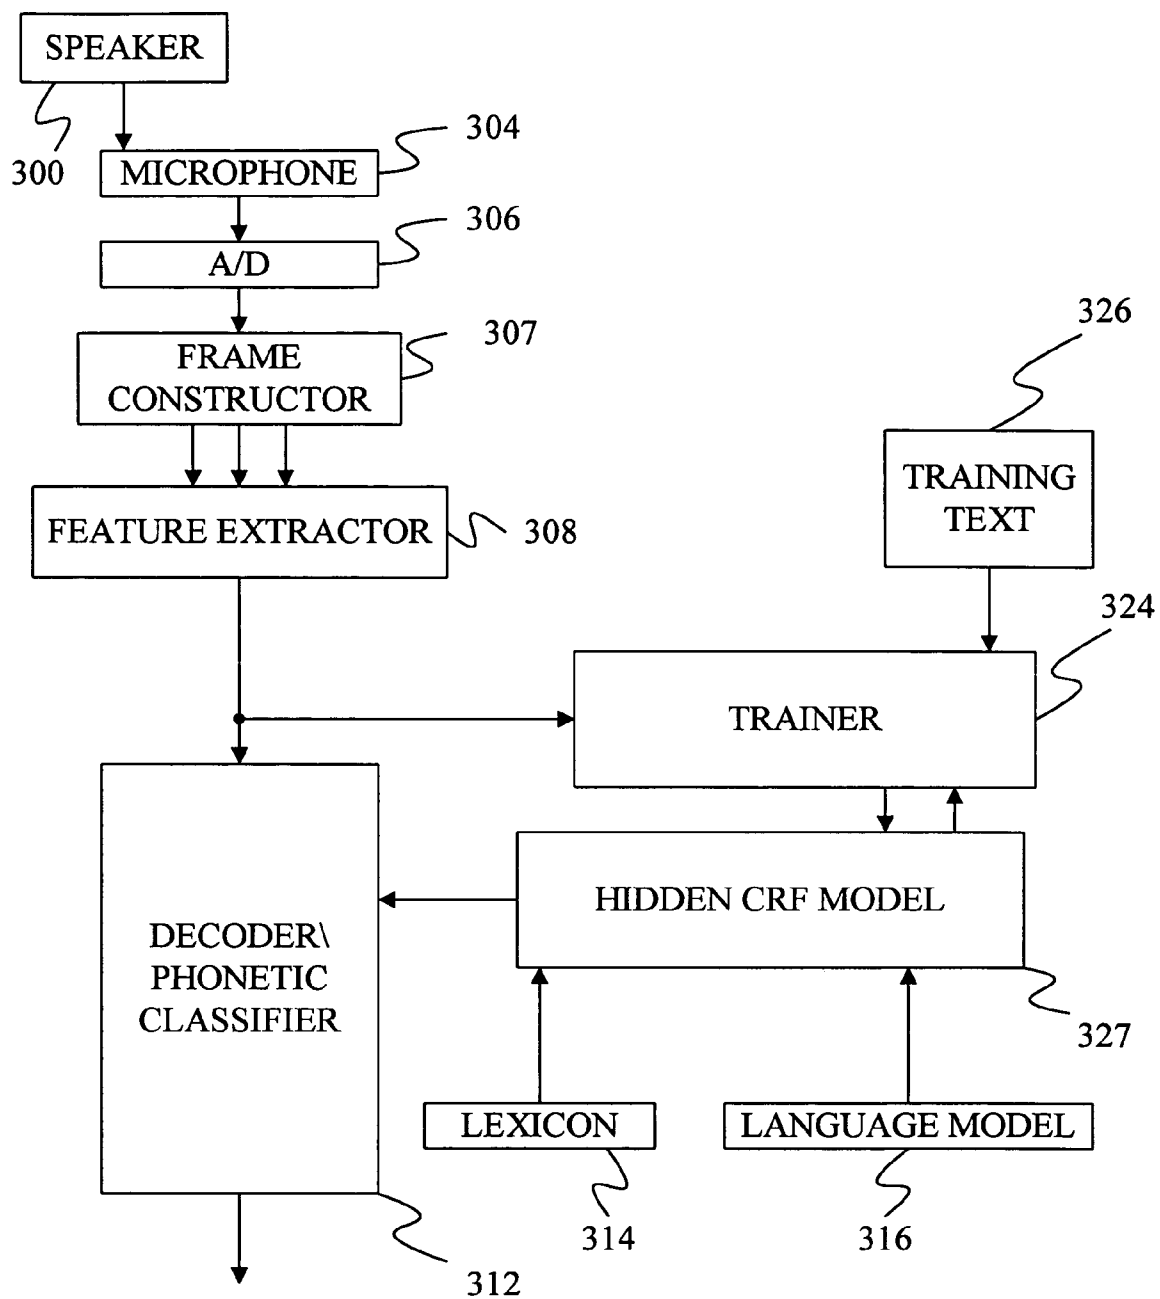 SPEAKER
300
304
MICROPHONE
306
A/D
307
FRAME
CONSTRUCTOR
326
TRAINING
TEXT
FEATURE EXTRACTOR
308
324
TRAINER
HIDDEN CRF MODEL
DECODER\
PHONETIC
CLASSIFIER
327
LEXICON
LANGUAGE MODEL
314
316
312